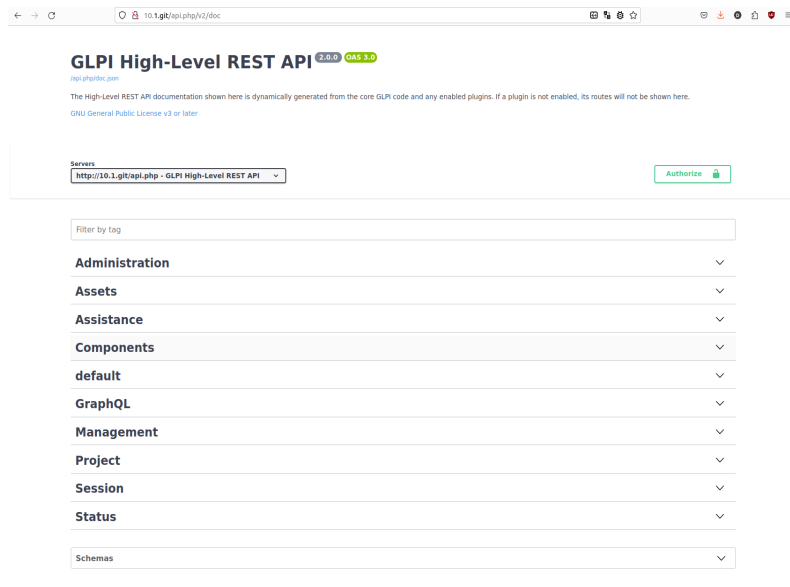 10.1.git/api.php/v2/doc
GLPI High-Level REST API 2.0.0 OAS 3.0
/api.php/doc.json
The High-Level REST API documentation shown here is dynamically generated from the core GLPI code and any enabled plugins. If a plugin is not enabled, its routes will not be shown here.
GNU General Public License v3 or later
Servers
http://10.1.git/api.php - GLPI High-Level REST API
Authorize
Filter by tag
Administration
Assets
Assistance
Components
default
GraphQL
Management
Project
Session
Status
Schemas